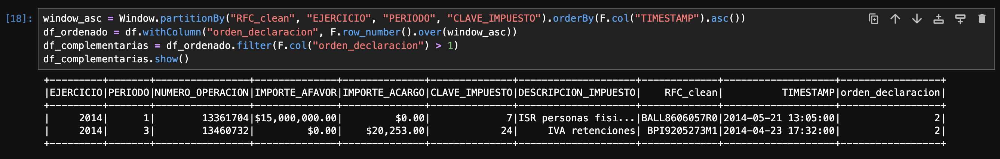 [18]: window_asc = Window.partitionBy("RFC_clean", "EJERCICIO", "PERIODO", "CLAVE_IMPUESTO").orderBy(F.col("TIMESTAMP").asc())
df_ordenado = df.withColumn("orden_declaracion", F.row_number().over(window_asc))
df_complementarias = df_ordenado.filter(F.col("orden_declaracion") > 1)
df_complementarias.show()
+---------+-------+----------------+--------------+--------------+--------------+--------------------+-------------+-------------------+-----------------+
|EJERCICIO|PERIODO|NUMERO_OPERACION|IMPORTE_AFAVOR|IMPORTE_ACARGO|CLAVE_IMPUESTO|DESCRIPCION_IMPUESTO|    RFC_clean|          TIMESTAMP|orden_declaracion|
+---------+-------+----------------+--------------+--------------+--------------+--------------------+-------------+-------------------+-----------------+
|     2014|      1|        13361704|$15,000,000.00|         $0.00|             7|ISR personas fisi...|BALL8606057R0|2014-05-21 13:05:00|                2|
|     2014|      3|        13460732|         $0.00|    $20,253.00|            24|     IVA retenciones| BPI9205273M1|2014-04-23 17:32:00|                2|
+---------+-------+----------------+--------------+--------------+--------------+--------------------+-------------+-------------------+-----------------+